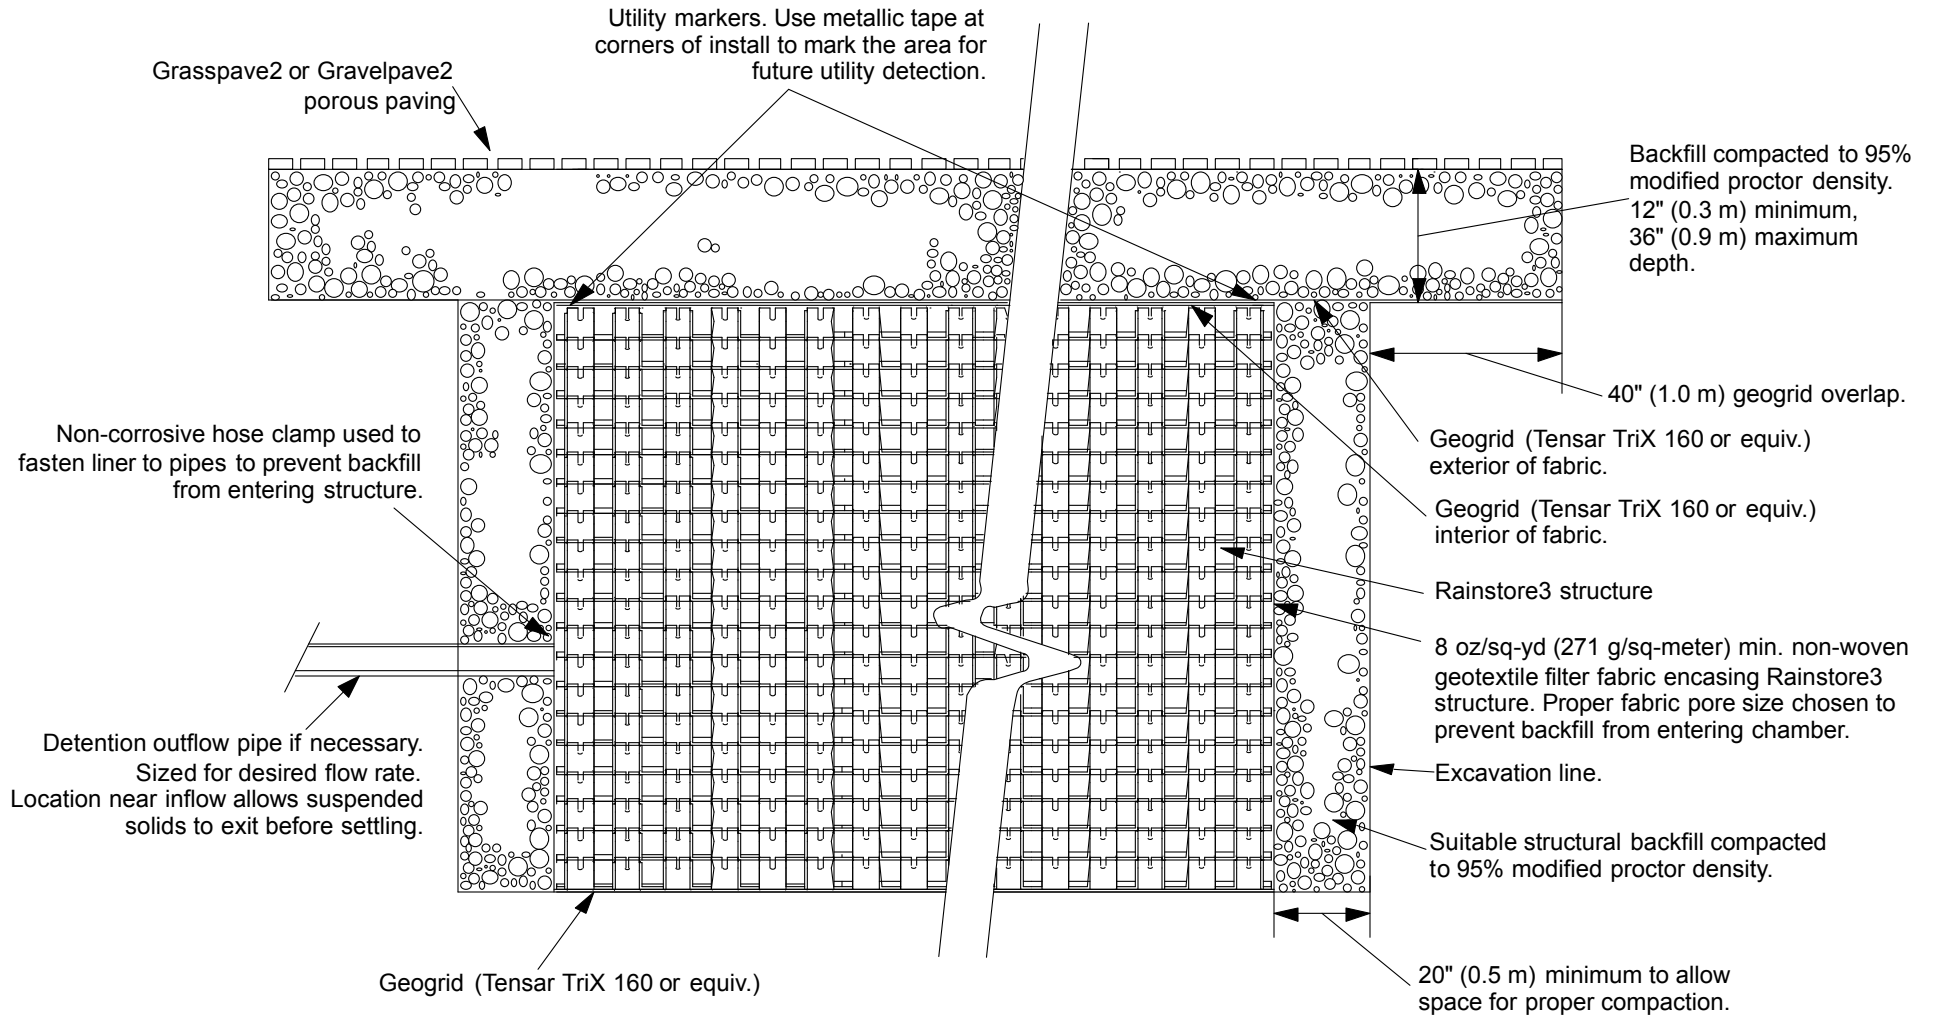 Utility markers. Use metallic tape at
corners of install to mark the area for
future utility detection.
Grasspave2 or Gravelpave2
porous paving
Backfill compacted to 95%
modified proctor density.
12" (0.3 m) minimum,
36" (0.9 m) maximum
depth.
40" (1.0 m) geogrid overlap.
Geogrid (Tensar TriX 160 or equiv.)
exterior of fabric.
Geogrid (Tensar TriX 160 or equiv.)
interior of fabric.
Rainstore3 structure
8 oz/sq-yd (271 g/sq-meter) min. non-woven
geotextile filter fabric encasing Rainstore3
structure. Proper fabric pore size chosen to
prevent backfill from entering chamber.
Excavation line.
Suitable structural backfill compacted
to 95% modified proctor density.
20" (0.5 m) minimum to allow
space for proper compaction.
Non-corrosive hose clamp used to
fasten liner to pipes to prevent backfill
from entering structure.
Detention outflow pipe if necessary.
Sized for desired flow rate.
Location near inflow allows suspended
solids to exit before settling.
Geogrid (Tensar TriX 160 or equiv.)